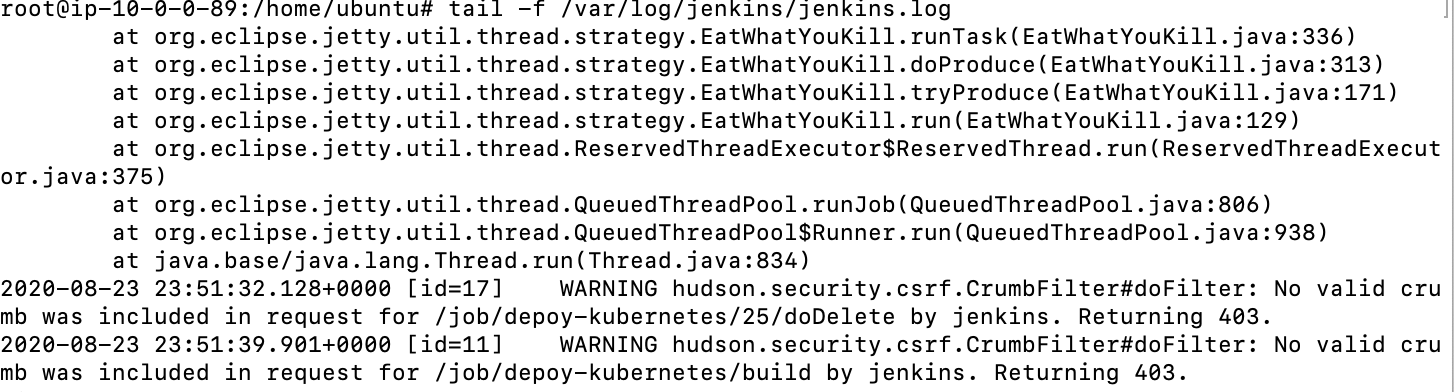 root@ip-10-0-0-89:/home/ubuntu# tail -f /var/log/jenkins/jenkins.log
        at org.eclipse.jetty.util.thread.strategy.EatWhatYouKill.runTask(EatWhatYouKill.java:336)
        at org.eclipse.jetty.util.thread.strategy.EatWhatYouKill.doProduce(EatWhatYouKill.java:313)
        at org.eclipse.jetty.util.thread.strategy.EatWhatYouKill.tryProduce(EatWhatYouKill.java:171)
        at org.eclipse.jetty.util.thread.strategy.EatWhatYouKill.run(EatWhatYouKill.java:129)
        at org.eclipse.jetty.util.thread.ReservedThreadExecutor$ReservedThread.run(ReservedThreadExecut
or.java:375)
        at org.eclipse.jetty.util.thread.QueuedThreadPool.runJob(QueuedThreadPool.java:806)
        at org.eclipse.jetty.util.thread.QueuedThreadPool$Runner.run(QueuedThreadPool.java:938)
        at java.base/java.lang.Thread.run(Thread.java:834)
2020-08-23 23:51:32.128+0000 [id=17]    WARNING hudson.security.csrf.CrumbFilter#doFilter: No valid cru
mb was included in request for /job/depoy-kubernetes/25/doDelete by jenkins. Returning 403.
2020-08-23 23:51:39.901+0000 [id=11]    WARNING hudson.security.csrf.CrumbFilter#doFilter: No valid cru
mb was included in request for /job/depoy-kubernetes/build by jenkins. Returning 403.